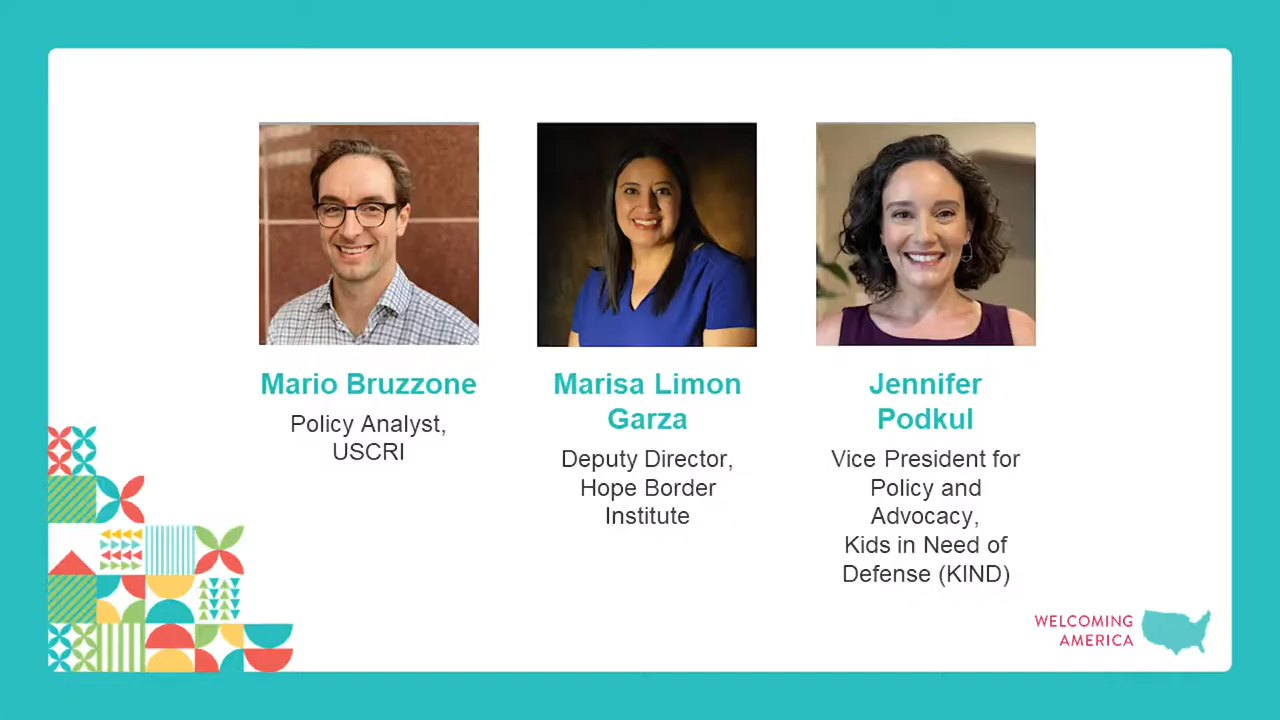 Mario Bruzzone
Policy Analyst,
USCRI
Marisa Limon
Garza
Deputy Director,
Hope Border
Institute
Jennifer
Podkul
Vice President for
Policy and
Advocacy,
Kids in Need of
Defense (KIND)
WELCOMING
AMERICA